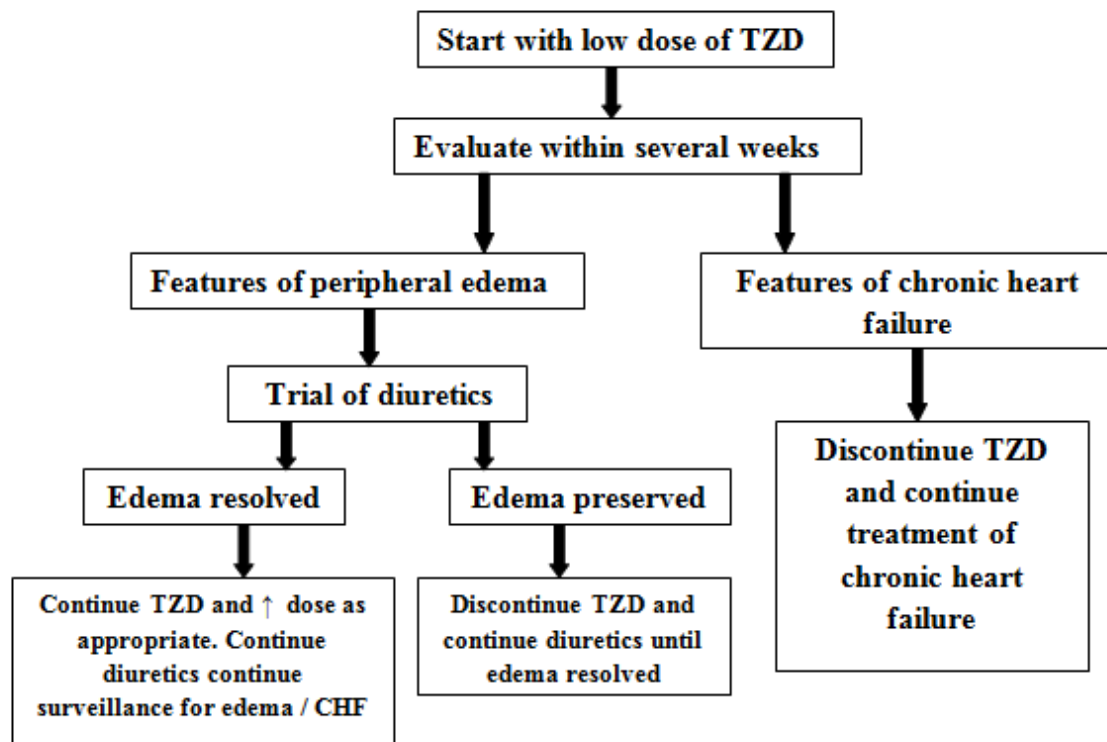 Start with low dose of TZD
Evaluate within several weeks
Features of peripheral edema
Features of chronic heart
failure
Trial of diuretics
Edema resolved
Edema preserved
Discontinue TZD
and continue
treatment of
chronic heart
failure
Continue TZD and ↑ dose as
appropriate. Continue
diuretics continue
surveillance for edema / CHF
Discontinue TZD and
continue diuretics until
edema resolved